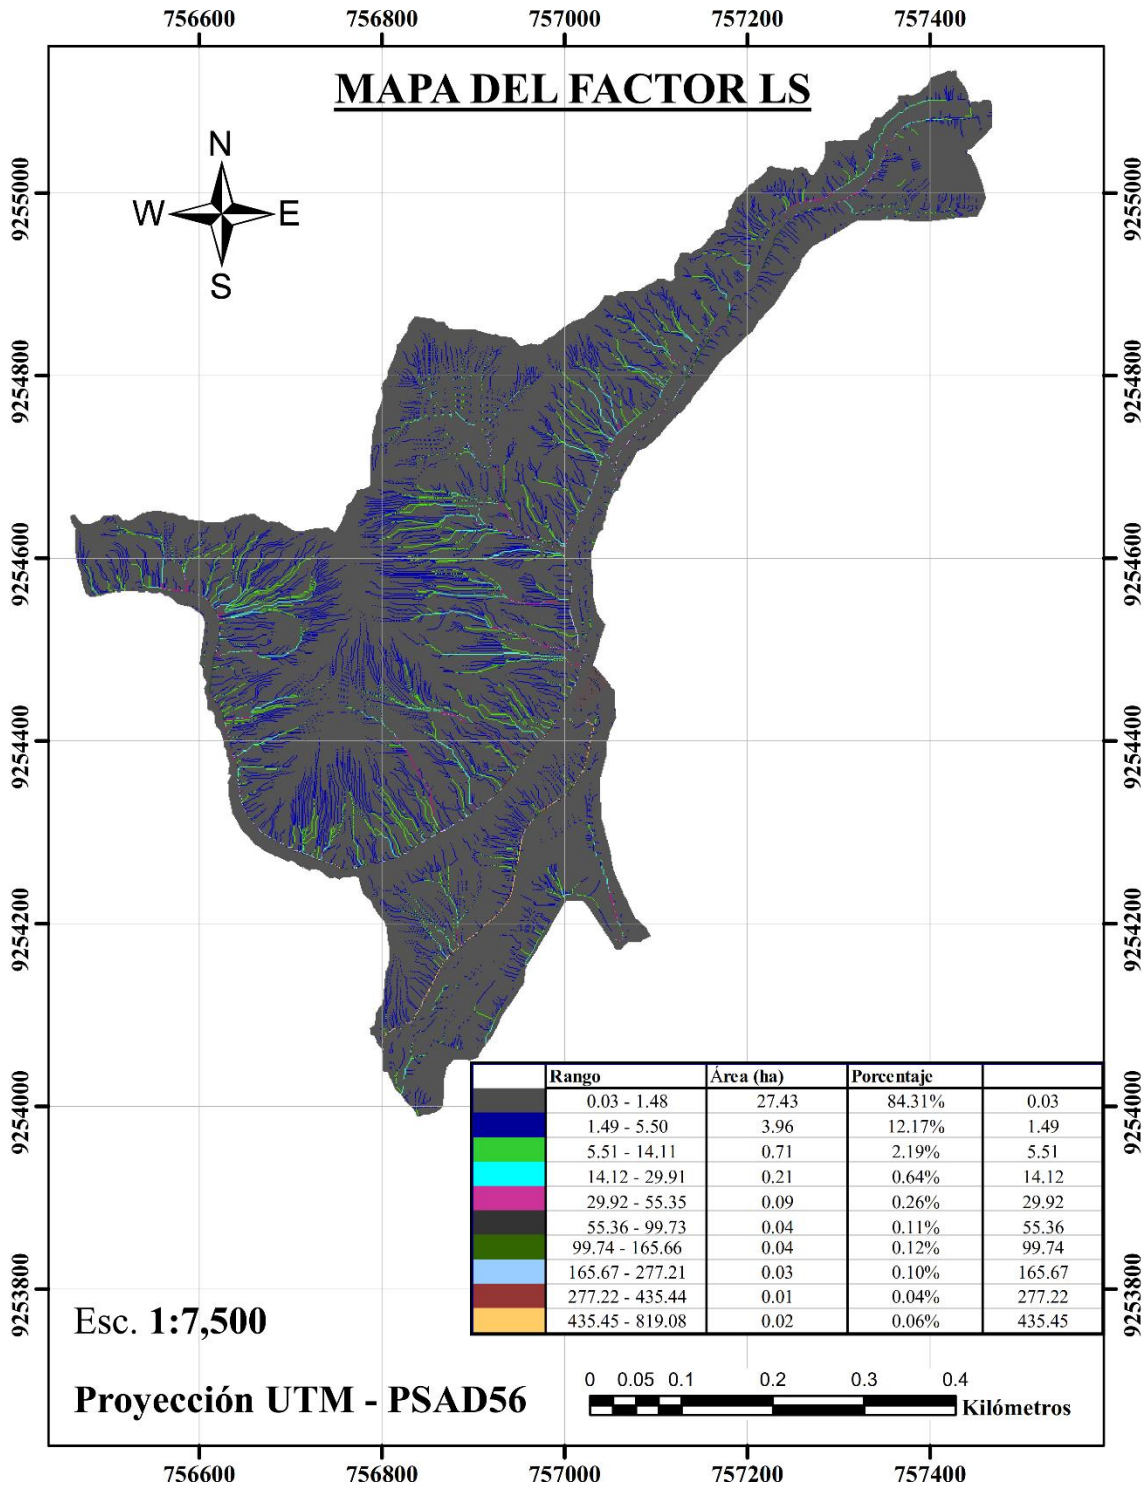 756600 756800 757000 757200 757400
MAPA DEL FACTOR LS
N
W E
S
9255000 9255000
9254800 9254800
9254600 9254600
9254400 9254400
9254200 9254200
9254000 9254000
9253800 9253800
Rango Área (ha) Porcentaje
0.03 - 1.48 27.43 84.31% 0.03
1.49 - 5.50 3.96 12.17% 1.49
5.51 - 14.11 0.71 2.19% 5.51
14.12 - 29.91 0.21 0.64% 14.12
29.92 - 55.35 0.09 0.26% 29.92
55.36 - 99.73 0.04 0.11% 55.36
99.74 - 165.66 0.04 0.12% 99.74
165.67 - 277.21 0.03 0.10% 165.67
277.22 - 435.44 0.01 0.04% 277.22
435.45 - 819.08 0.02 0.06% 435.45
Esc. 1:7,500
Proyección UTM - PSAD56
0 0.05 0.1 0.2 0.3 0.4
Kilómetros
756600 756800 757000 757200 757400